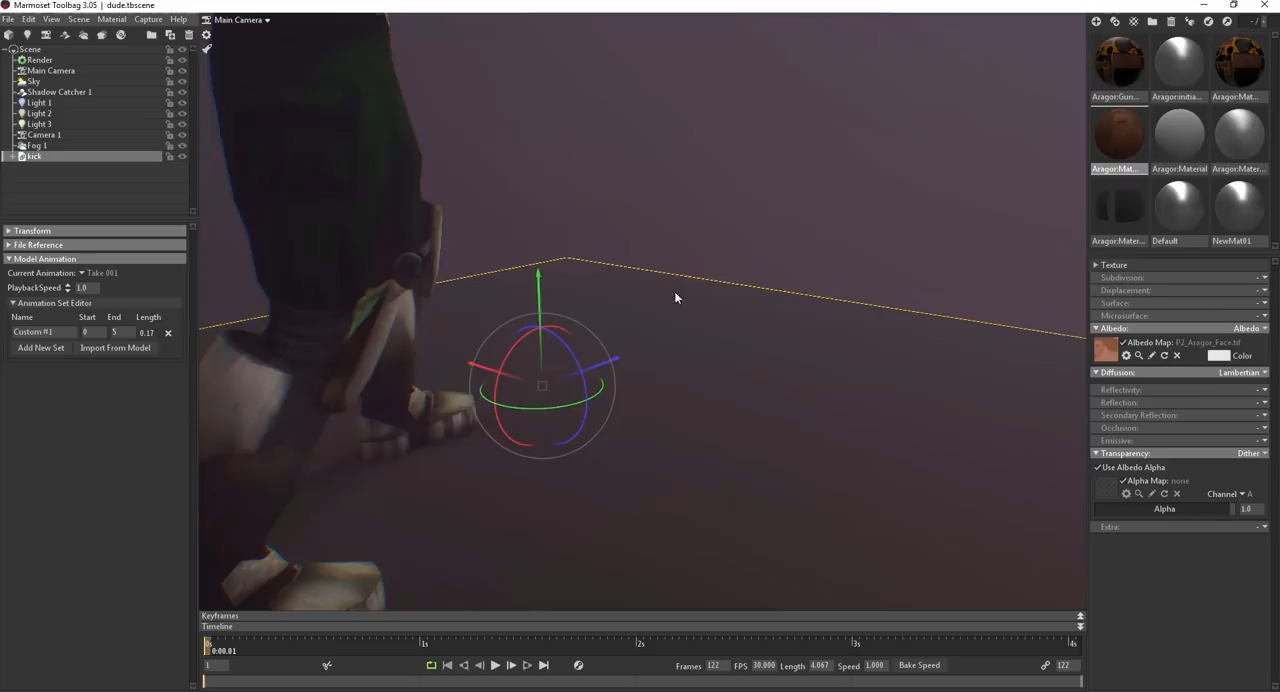 Marmoset Toolbag 3.05 | dude.tbscene
File Edit View Scene Material Capture Help
Main Camera
Scene
Render
Main Camera
Sky
Shadow Catcher 1
Light 1
Light 2
Light 3
Camera 1
Fog 1
kick
Transform
File Reference
Model Animation
Current Animation: Take 001
PlaybackSpeed 1.0
Animation Set Editor
Name Start End Length
Custom #1 0 5 0.17
Add New Set Import From Model
Aragor:Gun... Aragor:initia... Aragor:Mat...
Aragor:Mat... Aragor:Material Aragor:Mater...
Aragor:Mater... Default NewMat01
Texture
Subdivision: -
Displacement: -
Surface: -
Microsurface: -
Albedo: Albedo
Albedo Map: P2_Aragor_Face.tif
Color
Diffusion: Lambertian
Reflectivity: -
Reflection: -
Secondary Reflection: -
Occlusion: -
Emissive: -
Transparency: Dither
Use Albedo Alpha
Alpha Map: none
Channel A
Alpha 1.0
Extra: -
Keyframes
Timeline
1s 2s 3s 4s
0:00.01
1 Frames 122 FPS 30.000 Length 4.067 Speed 1.000 Bake Speed 122